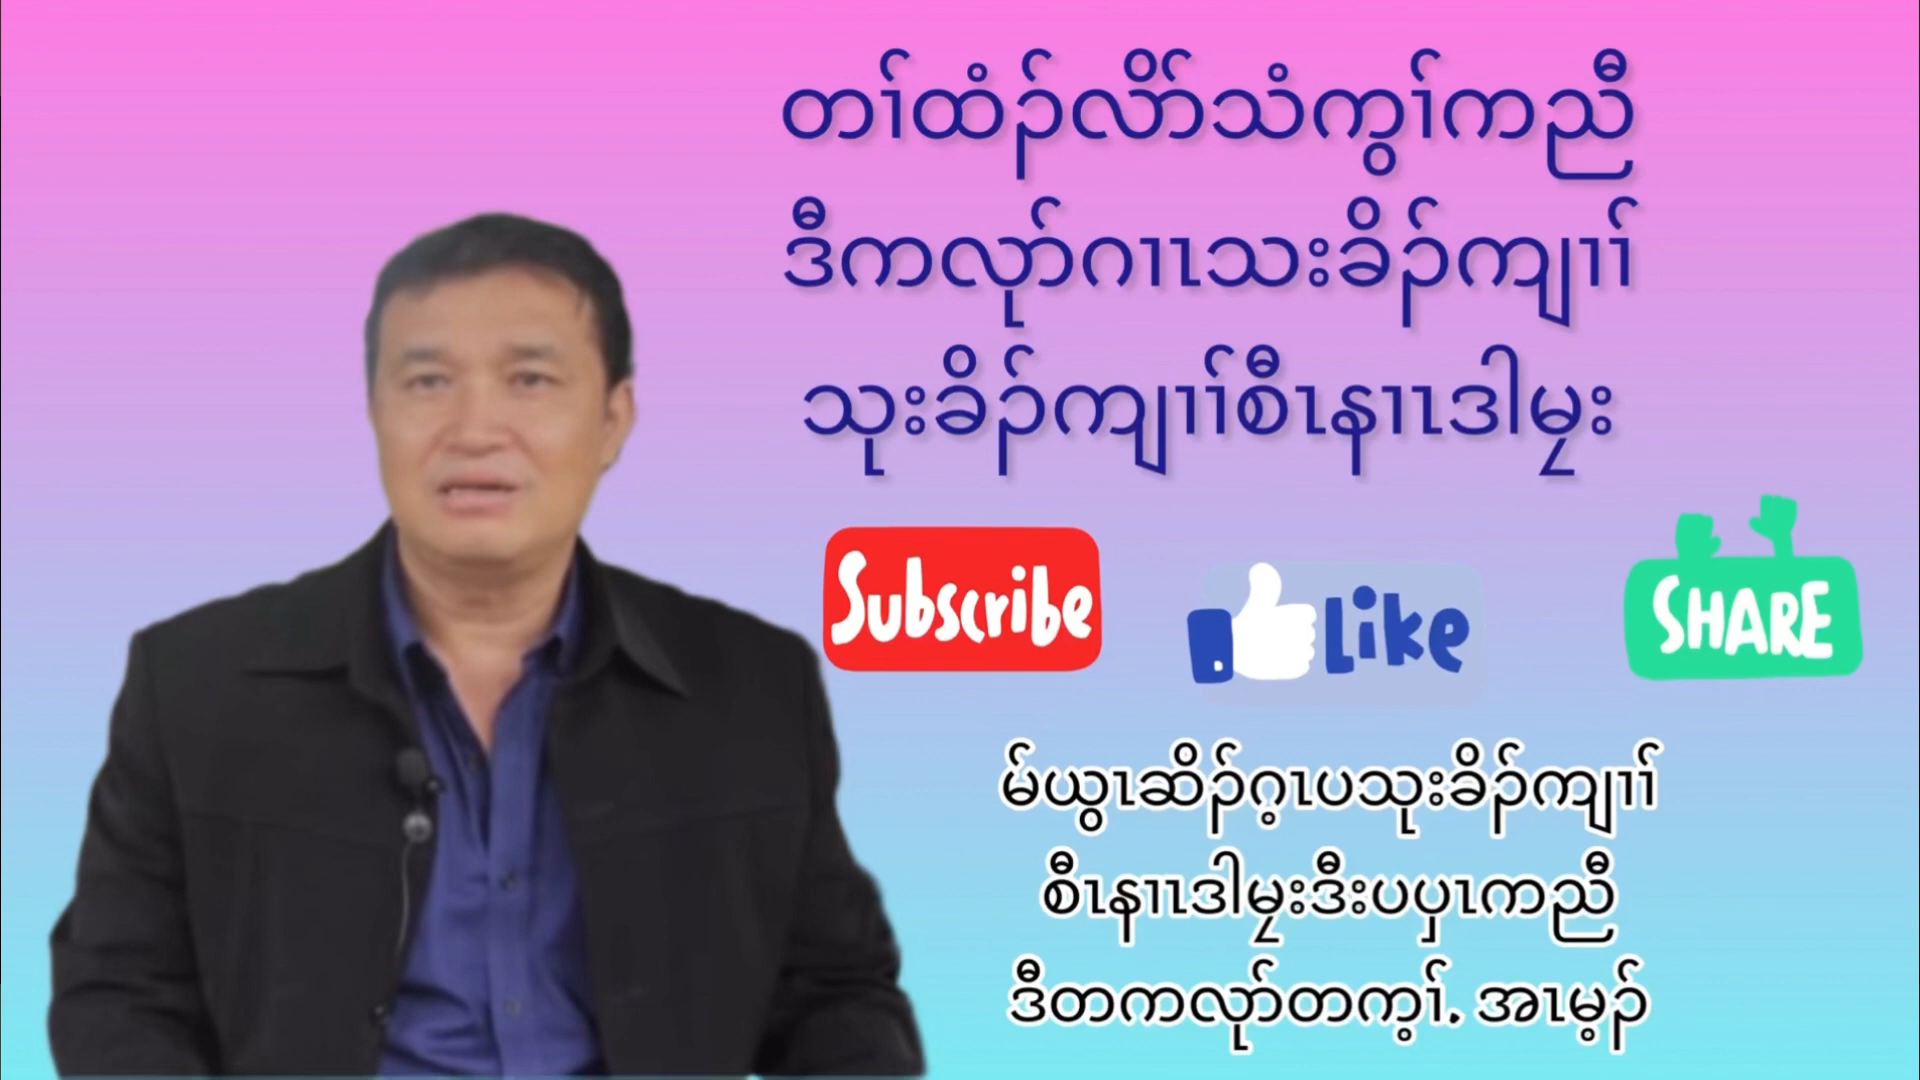 တၢ်ထံၣ်လိာ်သံကွၢ်ကညီ
ဒီကလုာ်ဂၢၤသးခိၣ်ကျၢၢ်
သုးခိၣ်ကျၢၢ်စီၤနၢၤဒါမၠး
Subscribe
Like
SHARE
မ်ယွၤဆိၣ်ဂ့ၤပသုးခိၣ်ကျၢၢ်
စီၤနၢၤဒါမၠးဒီးပပှၤကညီ
ဒီတကလုာ်တက့ၢ်. အၤမ့ၣ်